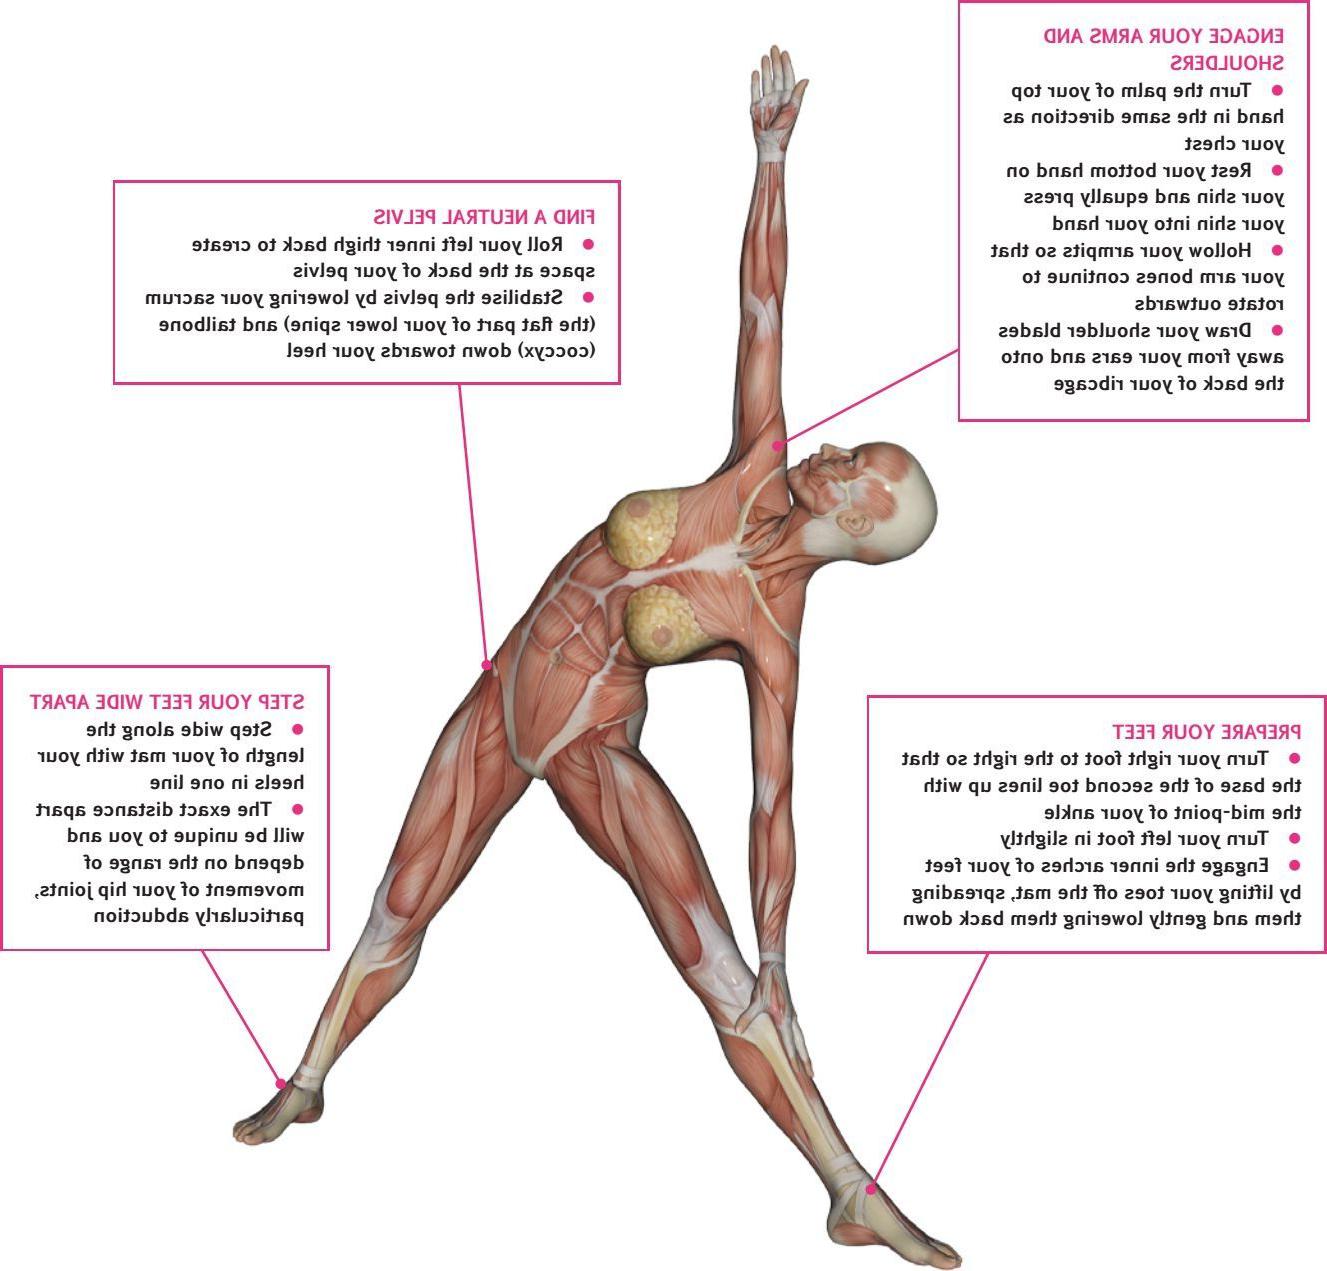 ENGAGE YOUR ARMS AND
SHOULDERS
● Turn the palm of your top
hand in the same direction as
your chest
● Rest your bottom hand on
your shin and equally press
your shin into your hand
● Hollow your armpits so that
your arm bones continue to
rotate outwards
● Draw your shoulder blades
away from your ears and onto
the back of your ribcage
FIND A NEUTRAL PELVIS
● Roll your left inner thigh back to create
space at the back of your pelvis
● Stabilise the pelvis by lowering your sacrum
(the flat part of your lower spine) and tailbone
(coccyx) down towards your heel
STEP YOUR FEET WIDE APART
● Step wide along the
length of your mat with your
heels in one line
● The exact distance apart
will be unique to you and
depend on the range of
movement of your hip joints,
particularly abduction
PREPARE YOUR FEET
● Turn your right foot to the right so that
the base of the second toe lines up with
the mid-point of your ankle
● Turn your left foot in slightly
● Engage the inner arches of your feet
by lifting your toes off the mat, spreading
them and gently lowering them back down